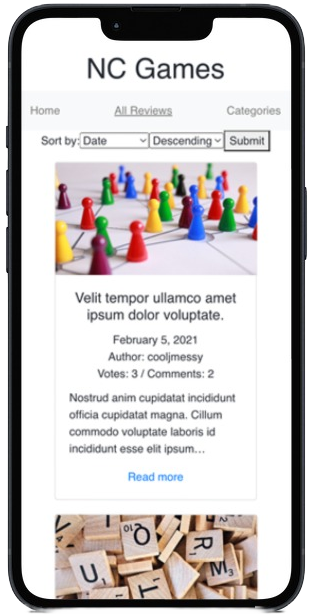 NC Games
Home All Reviews Categories
Sort by: Date Descending Submit
Velit tempor ullamco amet
ipsum dolor voluptate.
February 5, 2021
Author: cooljmessy
Votes: 3 / Comments: 2
Nostrud anim cupidatat incididunt
officia cupidatat magna. Cillum
commodo voluptate laboris id
incididunt esse elit ipsum…
Read more
Q R
U M